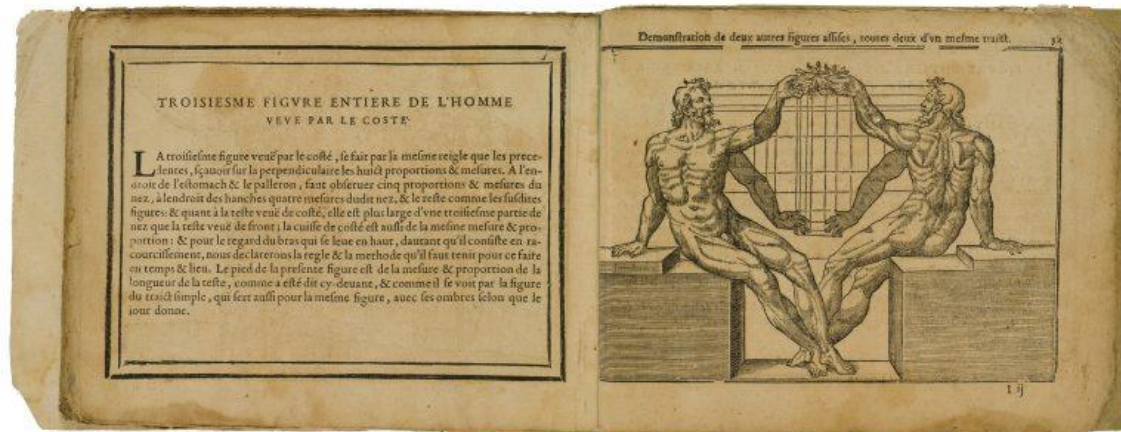 TROISIESME FIGVRE ENTIERE DE L'HOMME
VEVE PAR LE COSTE'
LA troisiesme figure veuë par le costé, se fait par la mesme reigle que les prece-
dentes, sçauoir sur la perpendiculaire les huict proportions & mesures. A l'en-
droit de l'estomach & le palleron, faut obseruer cinq proportions & mesures du
nez, à lendroit des hanches quatre mesures dudit nez, & le reste comme les susdites
figures: & quant à la teste veuë de costé, elle est plus large d'vne troisiesme partie de
nez que la teste veuë de front; la cuisse de costé est aussi de la mesme mesure & pro-
portion: & pour le regard du bras qui se leue en haut, dautant qu'il consiste en ra-
courcissement, nous declarerons la regle & la methode qu'il faut tenir pour ce faire
en temps & lieu. Le pied de la presente figure est de la mesure & proportion de la
longueur de la teste, comme a esté dit cy-deuant, & comme il se voit par la figure
du traict simple, qui sert aussi pour la mesme figure, auec ses ombres selon que le
iour donne.
Demonstration de deux autres figures assises, toutes deux d'vn mesme traict.
32
I ij